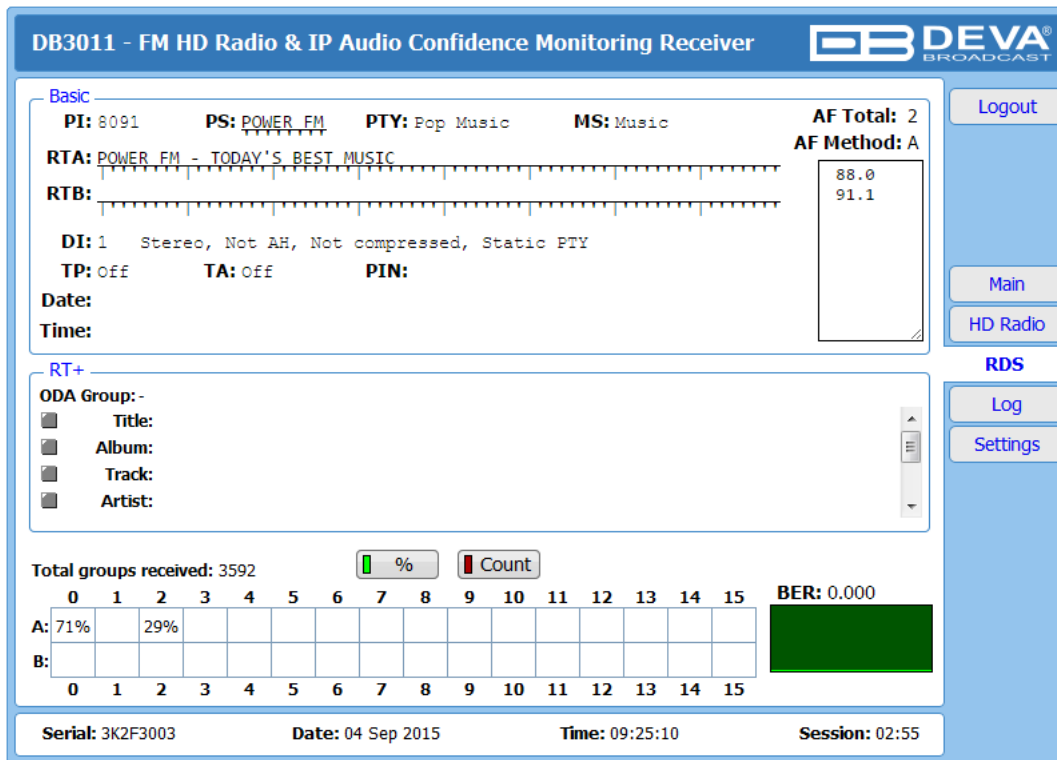 DB3011 - FM HD Radio & IP Audio Confidence Monitoring Receiver
DB DEVA®
BROADCAST
Basic
PI: 8091 PS: POWER FM PTY: Pop Music MS: Music AF Total: 2
AF Method: A
RTA: POWER FM - TODAY'S BEST MUSIC
88.0
RTB:
91.1
DI: 1 Stereo, Not AH, Not compressed, Static PTY
TP: Off TA: Off PIN:
Date:
Time:
Logout
Main
HD Radio
RDS
Log
Settings
RT+
ODA Group: -
Title:
Album:
Track:
Artist:
Total groups received: 3592 % Count
0 1 2 3 4 5 6 7 8 9 10 11 12 13 14 15 BER: 0.000
A: 71% 29%
B:
0 1 2 3 4 5 6 7 8 9 10 11 12 13 14 15
Serial: 3K2F3003 Date: 04 Sep 2015 Time: 09:25:10 Session: 02:55